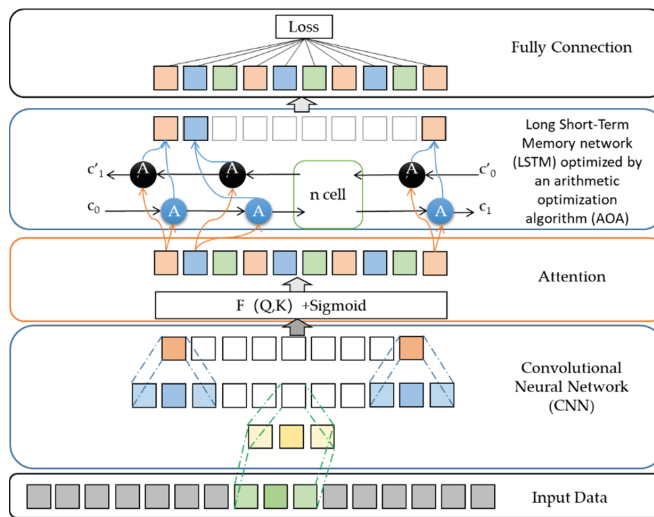 Loss
Fully Connection
Long Short-Term
Memory network
(LSTM) optimized by
an arithmetic
optimization
algorithm (AOA)
c'₁ A A A c'₀
n cell
c₀ A A A c₁
Attention
F (Q,K) +Sigmoid
Convolutional
Neural Network
(CNN)
Input Data